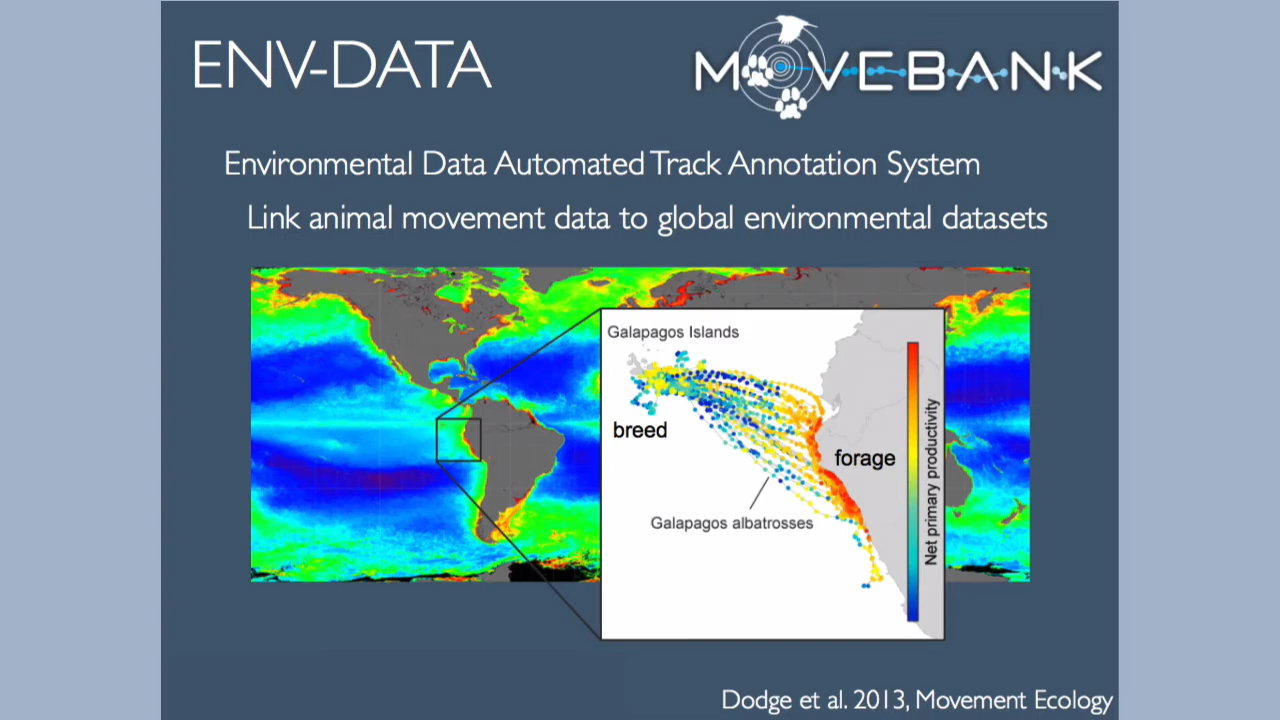 ENV-DATA
MOVEBANK
Environmental Data Automated Track Annotation System
Link animal movement data to global environmental datasets
Galapagos Islands
breed
forage
Galapagos albatrosses
Net primary productivity
Dodge et al. 2013, Movement Ecology